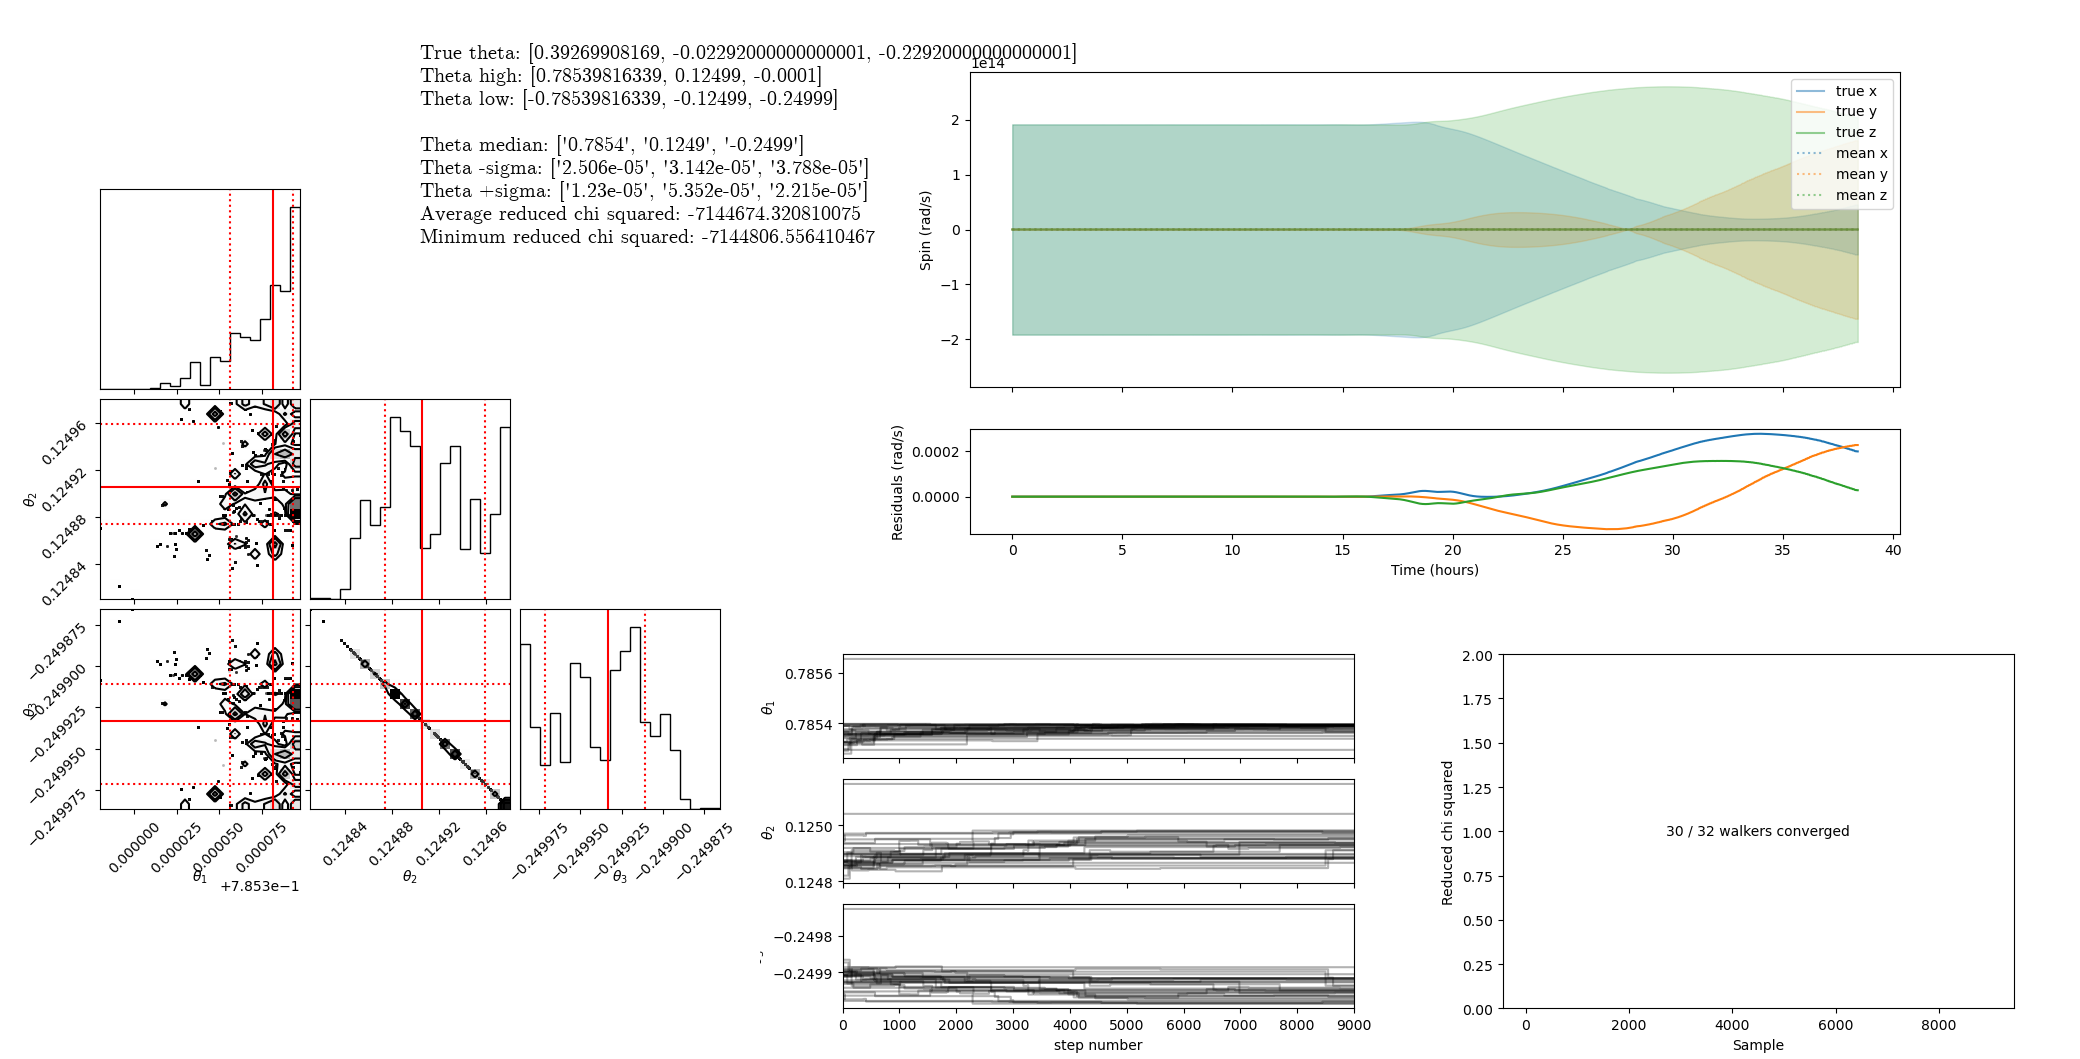 True theta: [0.39269908169, -0.02292000000000001, -0.22920000000000001]
Theta high: [0.78539816339, 0.12499, -0.0001]
Theta low: [-0.78539816339, -0.12499, -0.24999]
Theta median: ['0.7854', '0.1249', '-0.2499']
Theta -sigma: ['2.506e-05', '3.142e-05', '3.788e-05']
Theta +sigma: ['1.23e-05', '5.352e-05', '2.215e-05']
Average reduced chi squared: -7144674.320810075
Minimum reduced chi squared: -7144806.556410467
1e14
2
1
0
−1
−2
Spin (rad/s)
true x
true y
true z
mean x
mean y
mean z
0.0002
0.0000
Residuals (rad/s)
0 5 10 15 20 25 30 35 40
Time (hours)
0.12496
0.12492
0.12488
0.12484
θ2
−0.249875
−0.249900
−0.249925
−0.249950
−0.249975
θ3
0.000000 0.000025 0.000050 0.000075
θ1
+7.853e−1
0.12484 0.12488 0.12492 0.12496
θ2
−0.249975 −0.249950 −0.249925 −0.249900 −0.249875
θ3
0.7856
0.7854
θ1
0.1250
0.1248
θ2
−0.2498
−0.2499
0 1000 2000 3000 4000 5000 6000 7000 8000 9000
step number
2.00
1.75
1.50
1.25
1.00
0.75
0.50
0.25
0.00
Reduced chi squared
30 / 32 walkers converged
0 2000 4000 6000 8000
Sample